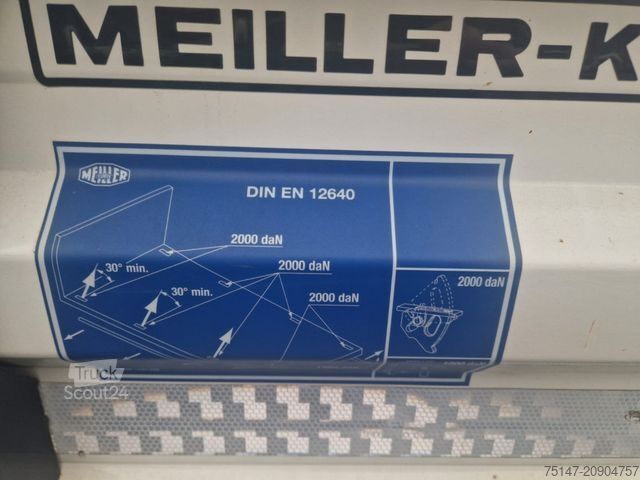 MEILLER-K
MEILLER
DIN EN 12640
2000 daN
30° min.
2000 daN
2000 daN
30° min.
2000 daN
Truck
Scout24
75147-20904757